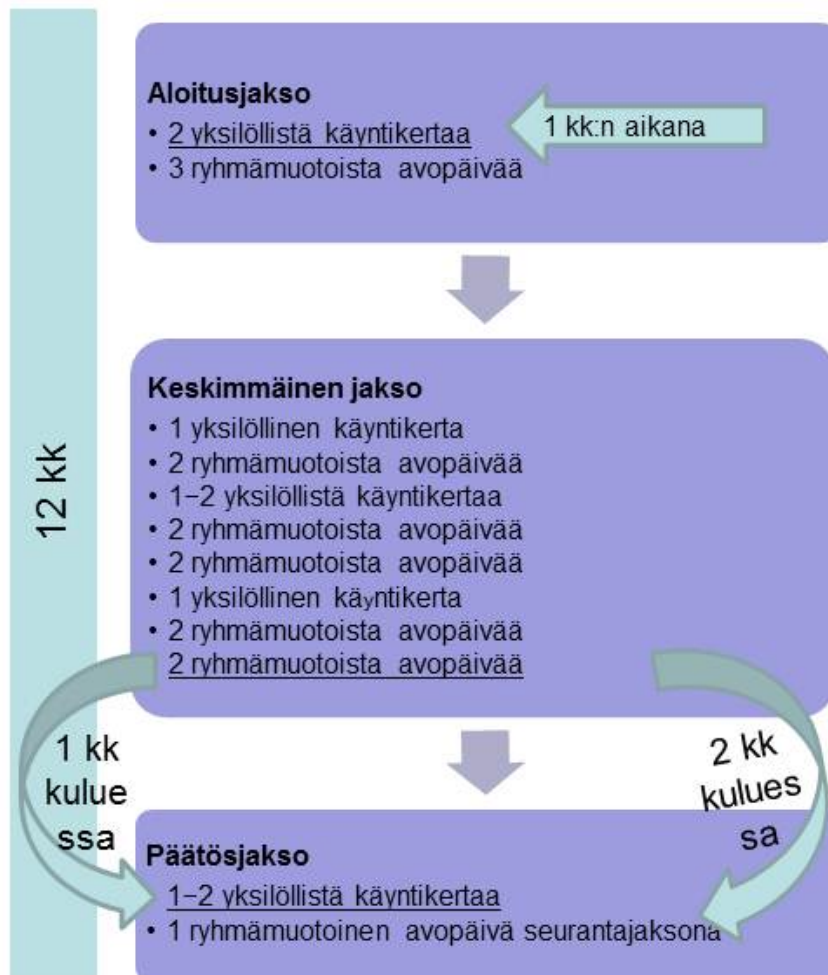 Aloitusjakso
• 2 yksilöllistä käyntikertaa
1 kk:n aikana
• 3 ryhmämuotoista avopäivää
12 kk
Keskimmäinen jakso
• 1 yksilöllinen käyntikerta
• 2 ryhmämuotoista avopäivää
• 1–2 yksilöllistä käyntikertaa
• 2 ryhmämuotoista avopäivää
• 2 ryhmämuotoista avopäivää
• 1 yksilöllinen käyntikerta
• 2 ryhmämuotoista avopäivää
2 ryhmämuotoista avopäivää
1 kk
kulue
ssa
2 kk
kulues
sa
Päätösjakso
1–2 yksilöllistä käyntikertaa
• 1 ryhmämuotoinen avopäivä seurantajaksona